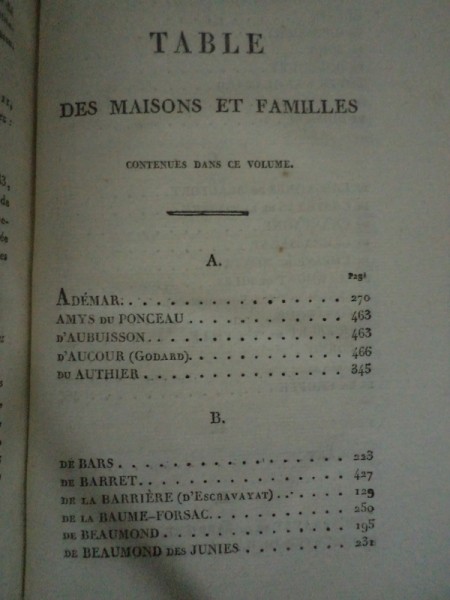 TABLE
DES MAISONS ET FAMILLES
CONTENUES DANS CE VOLUME.
A.
Pages
ADÉMAR. . . . . . . . . . . . . . . . 270
AMYS DU PONCEAU . . . . . . . . . . . 463
D'AUBUISSON. . . . . . . . . . . . . . 463
D'AUCOUR (GODARD). . . . . . . . . . . 466
DU AUTHIER. . . . . . . . . . . . . . 345
B.
DE BARS . . . . . . . . . . . . . . . 223
DE BARRET. . . . . . . . . . . . . . . 427
DE LA BARRIÈRE (D'ESCRAVAYAT) . . . . . 129
DE LA BAUME-FORSAC. . . . . . . . . . . 250
DE BEAUMOND . . . . . . . . . . . . . 195
DE BEAUMOND DES JUNIES . . . . . . . . 231